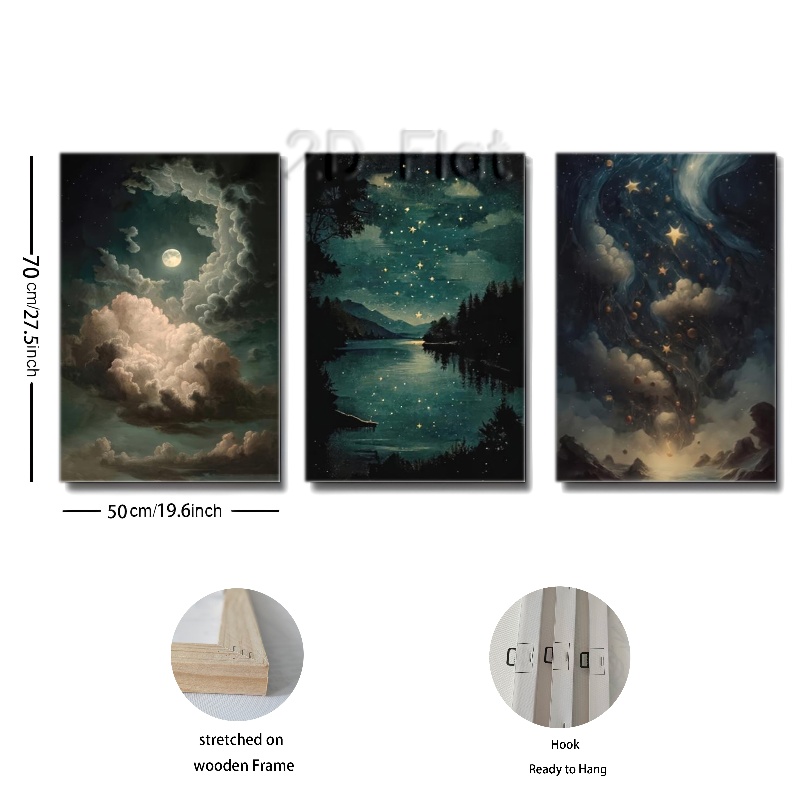 2D Flat
70 cm/27.5inch
50 cm/19.6inch
stretched on
wooden Frame
Hook
Ready to Hang